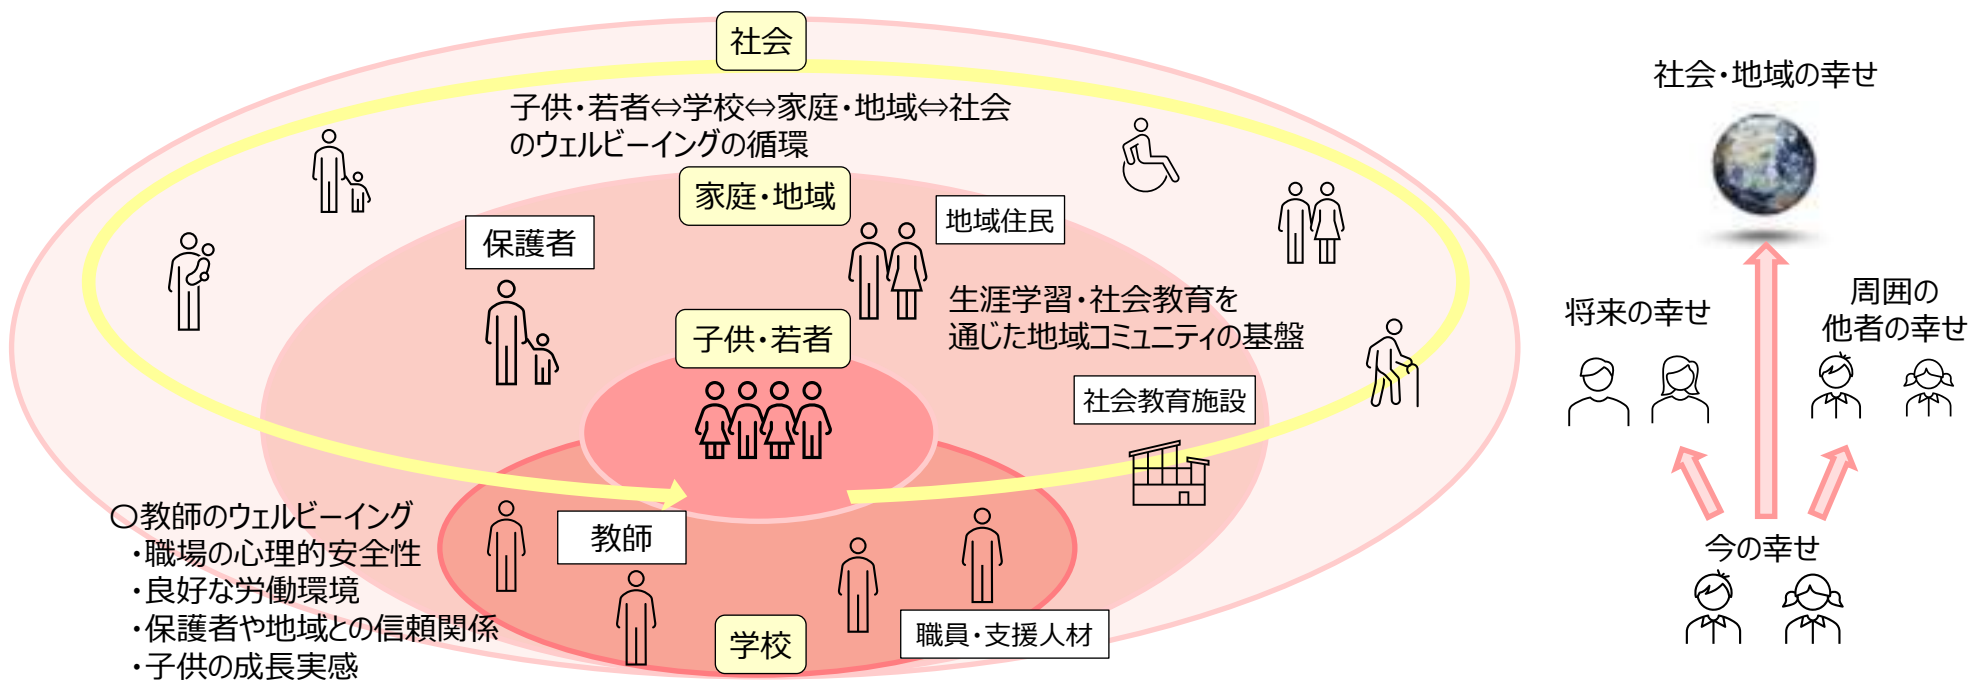 社会
子供・若者⇔学校⇔家庭・地域⇔社会
のウェルビーイングの循環
家庭・地域
地域住民
保護者
生涯学習・社会教育を
通じた地域コミュニティの基盤
子供・若者
社会教育施設
〇教師のウェルビーイング
・職場の心理的安全性
・良好な労働環境
・保護者や地域との信頼関係
・子供の成長実感
教師
職員・支援人材
学校
社会・地域の幸せ
将来の幸せ
周囲の
他者の幸せ
今の幸せ